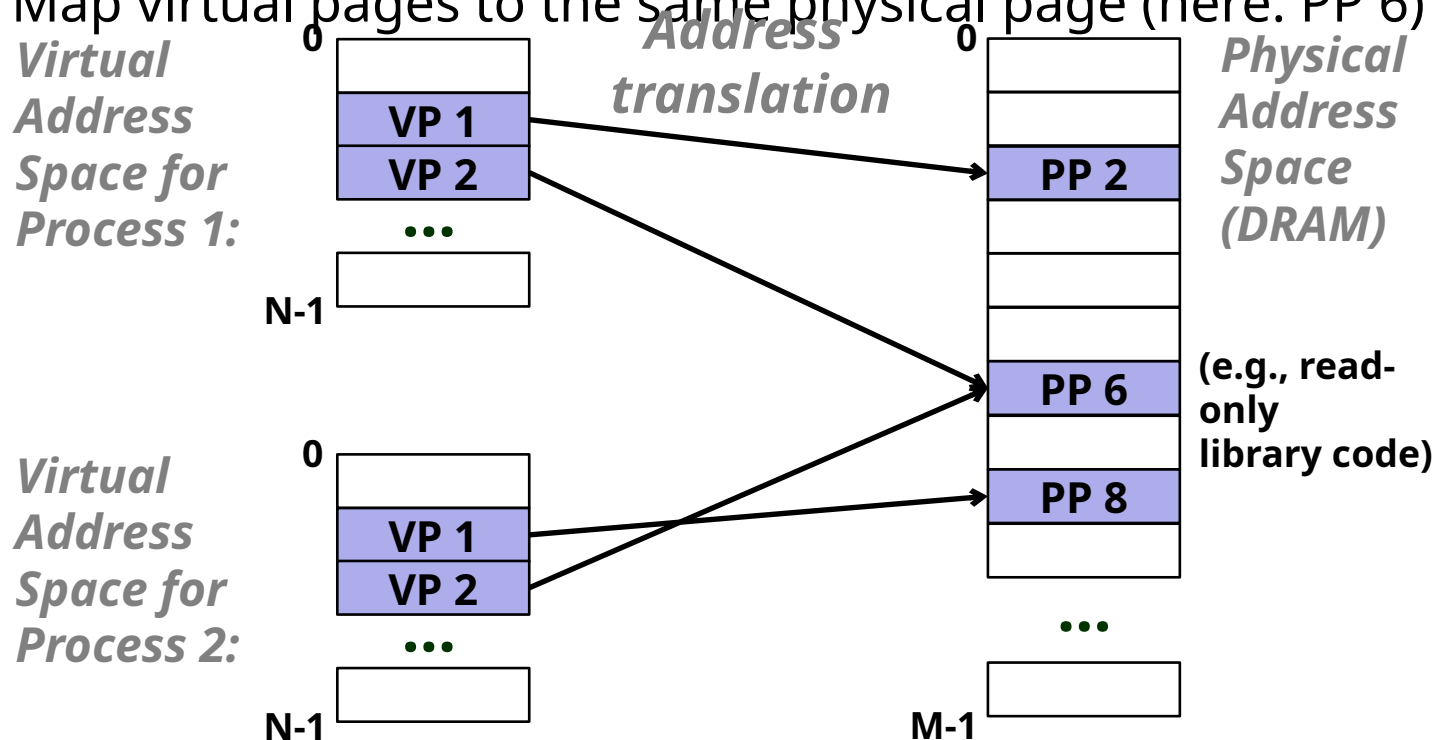 Map virtual pages to the same physical page (here: PP 6)
Address
translation
Virtual
Address
Space for
Process 1:
0
VP 1
VP 2
...
N-1
0
PP 2
PP 6
PP 8
...
M-1
Physical
Address
Space
(DRAM)
(e.g., read-
only
library code)
Virtual
Address
Space for
Process 2:
0
VP 1
VP 2
...
N-1